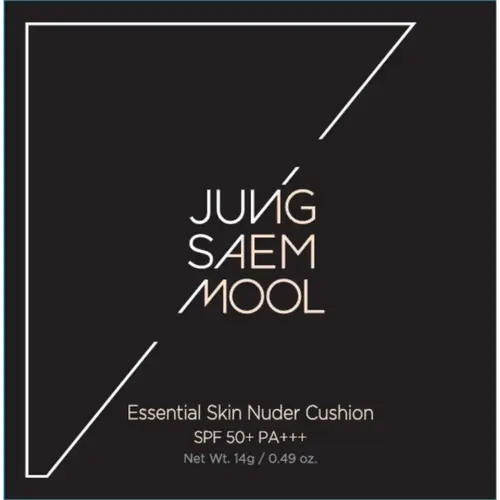 JUNG
SAEM
MOOL
Essential Skin Nuder Cushion
SPF 50+ PA+++
Net Wt. 14g / 0.49 oz.